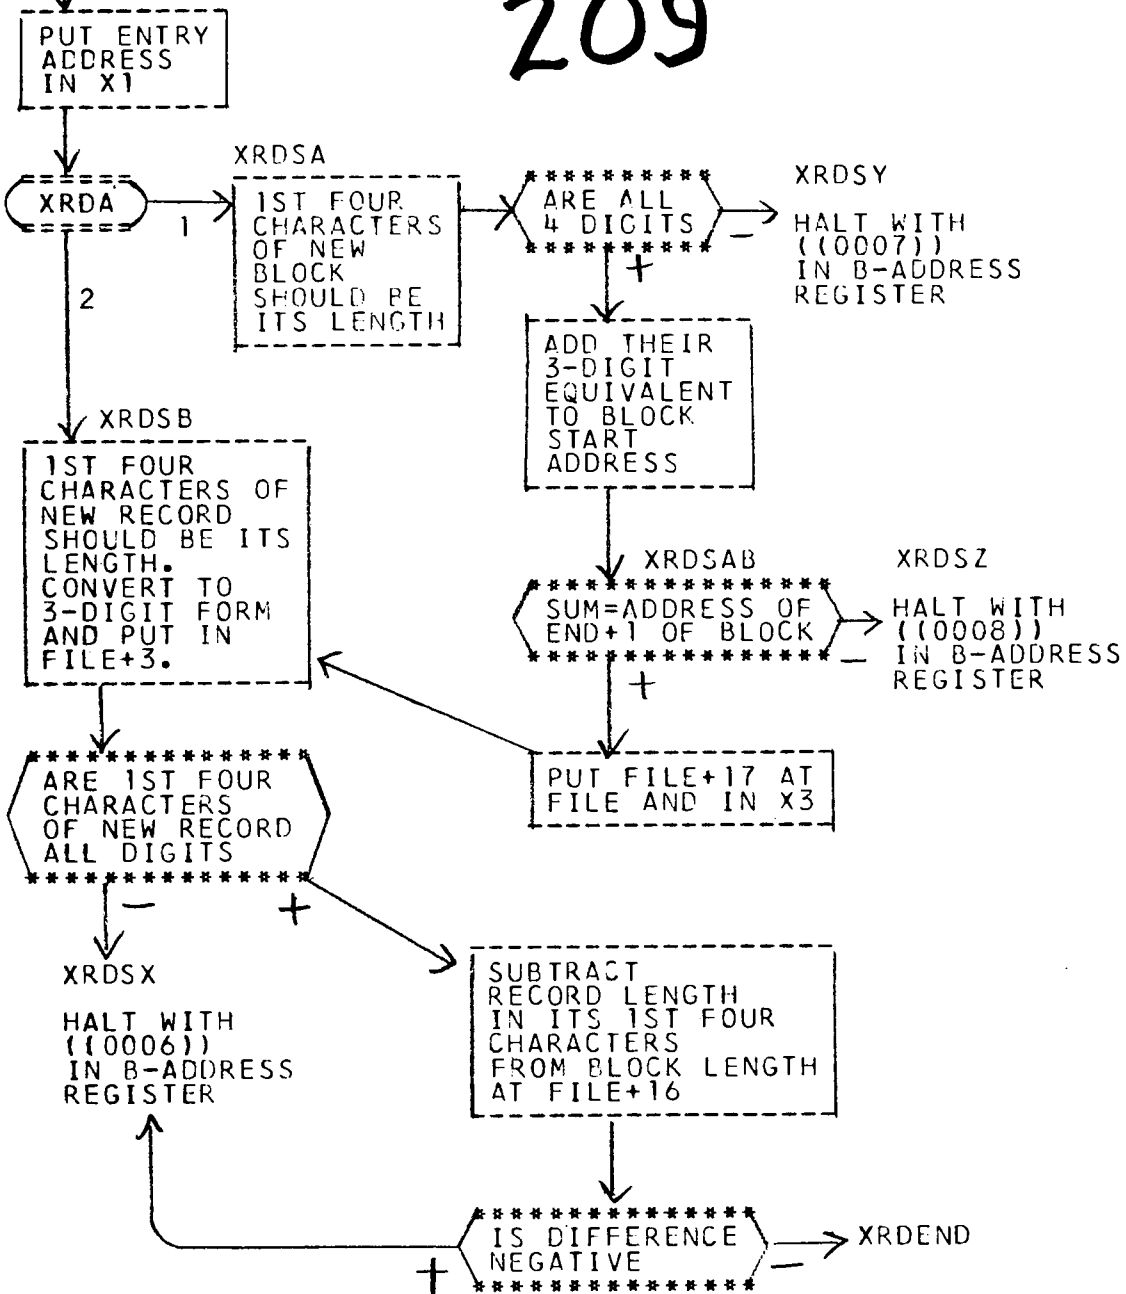 209
PUT ENTRY
ADDRESS
IN X1
XRDA
1
2
XRDSA
1ST FOUR
CHARACTERS
OF NEW
BLOCK
SHOULD BE
ITS LENGTH
ARE ALL
4 DIGITS
-
+
XRDSY
HALT WITH
((0007))
IN B-ADDRESS
REGISTER
ADD THEIR
3-DIGIT
EQUIVALENT
TO BLOCK
START
ADDRESS
XRDSAB
SUM=ADDRESS OF
END+1 OF BLOCK
-
+
XRDSZ
HALT WITH
((0008))
IN B-ADDRESS
REGISTER
PUT FILE+17 AT
FILE AND IN X3
XRDSB
1ST FOUR
CHARACTERS OF
NEW RECORD
SHOULD BE ITS
LENGTH.
CONVERT TO
3-DIGIT FORM
AND PUT IN
FILE+3.
ARE 1ST FOUR
CHARACTERS
OF NEW RECORD
ALL DIGITS
-
+
XRDSX
HALT WITH
((0006))
IN B-ADDRESS
REGISTER
SUBTRACT
RECORD LENGTH
IN ITS 1ST FOUR
CHARACTERS
FROM BLOCK LENGTH
AT FILE+16
IS DIFFERENCE
NEGATIVE
+
-
XRDEND